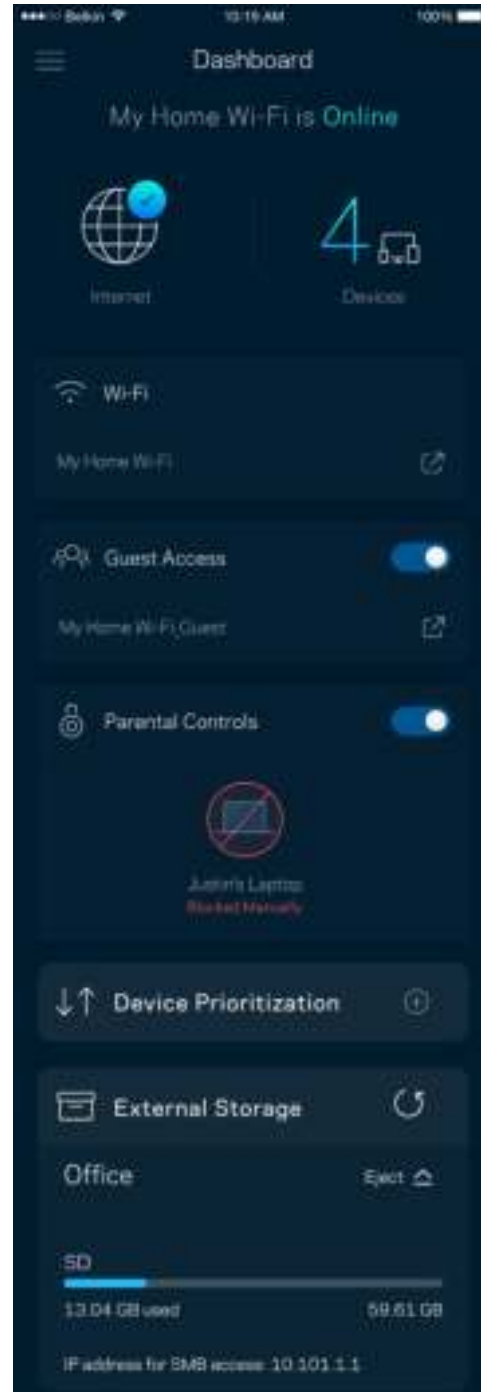 Belkin 10:19 AM 100%
Dashboard
My Home Wi-Fi is Online
4
Internet Devices
Wi-Fi
My Home Wi-Fi
Guest Access
My Home Wi-Fi_Guest
Parental Controls
Justin's Laptop
Blocked Manually
Device Prioritization
External Storage
Office Eject
SD
13.04 GB used 59.61 GB
IP address for SMB access: 10.101.1.1